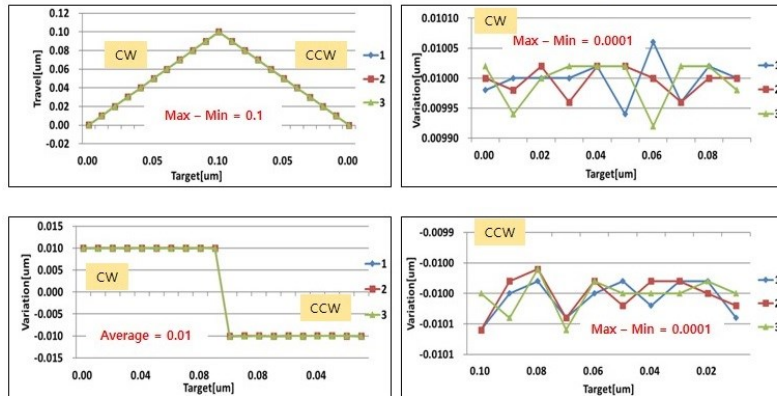 0.12
0.10
0.08
0.06
0.04
0.02
0.00
-0.02
Travel[um]
CW
CCW
Max – Min = 0.1
0.00 0.05 0.10 0.05 0.00
Target[um]
1
2
3
0.01010
0.01005
0.01000
0.00995
0.00990
Variation[um]
CW
Max – Min = 0.0001
0.00 0.02 0.04 0.06 0.08
Target[um]
1
2
3
0.015
0.010
0.005
0.000
-0.005
-0.010
-0.015
Variation[um]
CW
CCW
Average = 0.01
0.00 0.04 0.08 0.08 0.04
Target[um]
1
2
3
-0.0099
-0.0100
-0.0100
-0.0101
-0.0101
Variation[um]
CCW
Max – Min = 0.0001
0.10 0.08 0.06 0.04 0.02
Target[um]
1
2
3